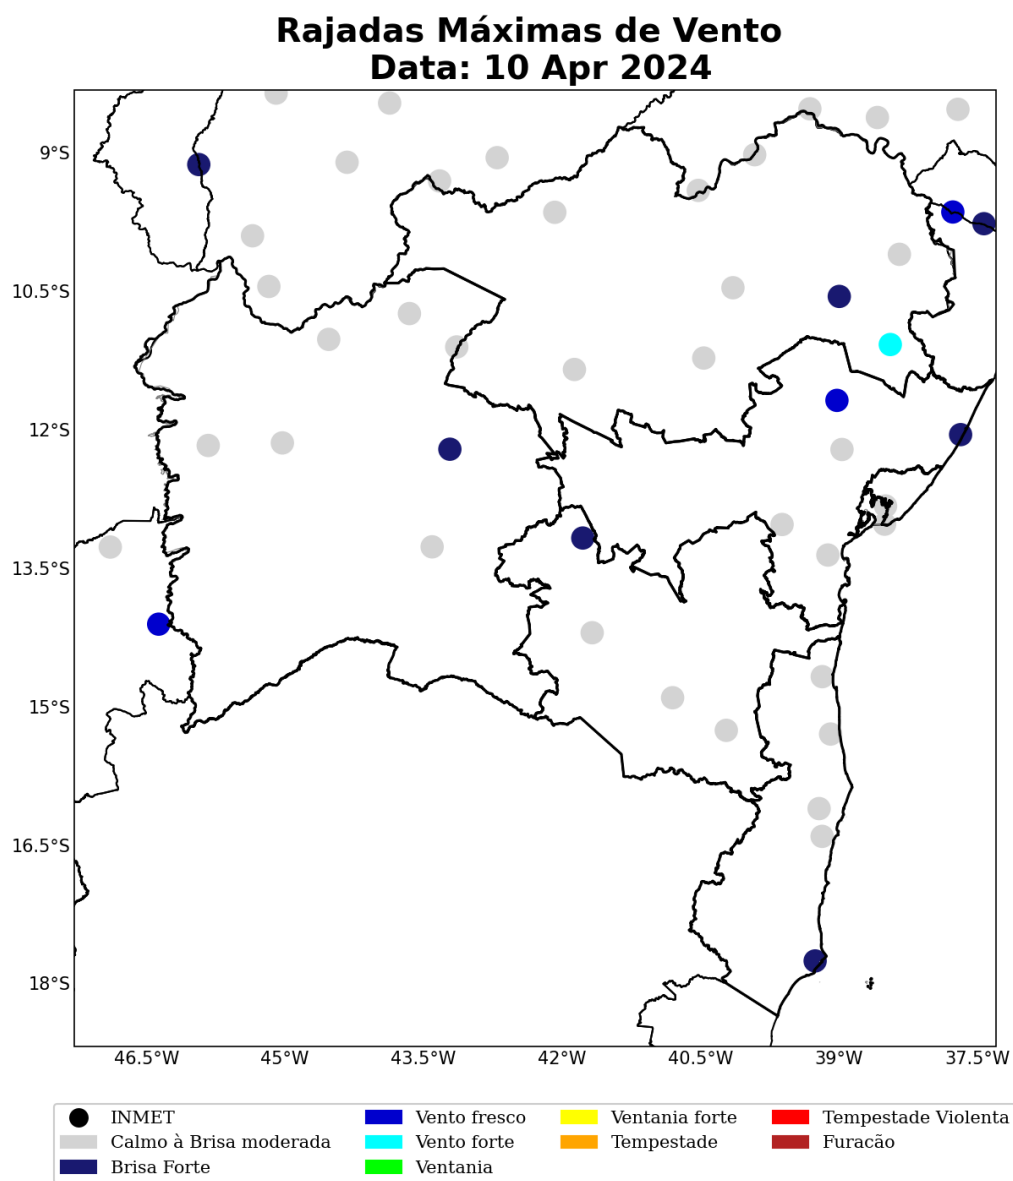 Rajadas Máximas de Vento
Data: 10 Apr 2024
9°S
10.5°S
12°S
13.5°S
15°S
16.5°S
18°S
46.5°W 45°W 43.5°W 42°W 40.5°W 39°W 37.5°W
INMET
Calmo à Brisa moderada
Brisa Forte
Vento fresco
Vento forte
Ventania
Ventania forte
Tempestade
Tempestade Violenta
Furacão